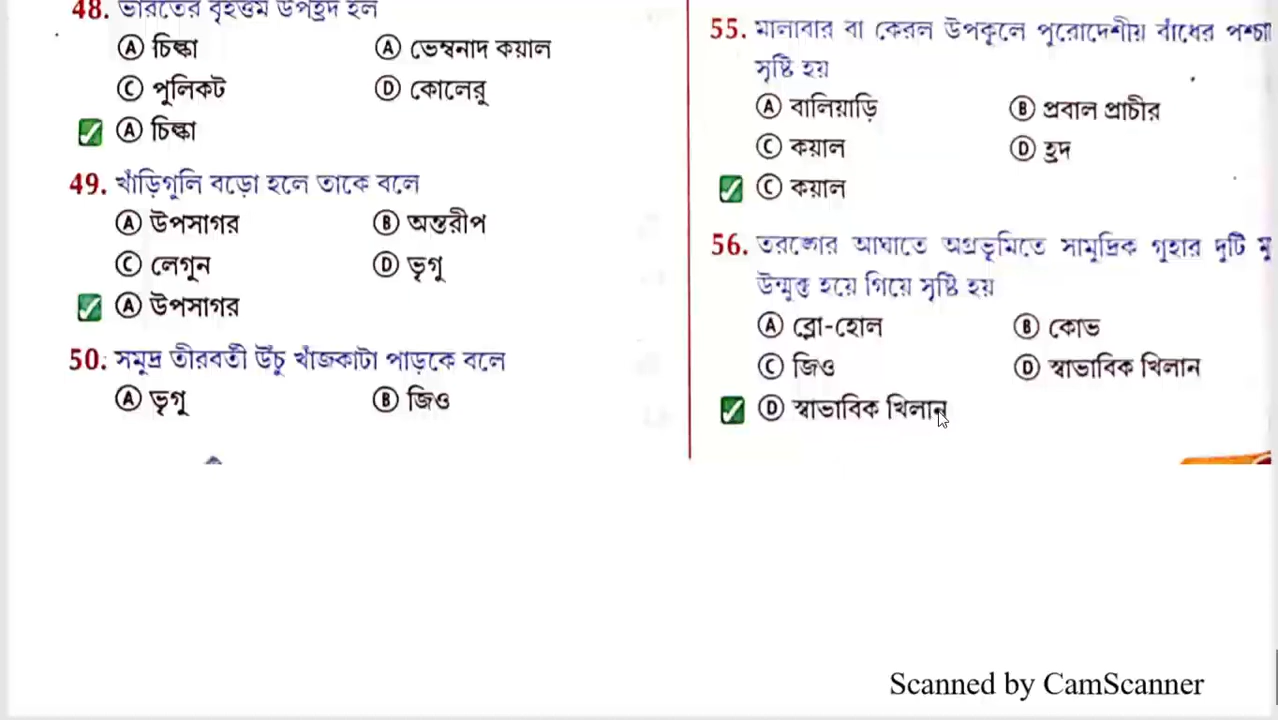 48. ভারতের বৃহত্তম উপহ্রদ হল
Ⓐ চিল্কা Ⓐ ভেম্বনাদ কয়াল
Ⓒ পুলিকট Ⓓ কোলেরু
Ⓐ চিল্কা
49. খাঁড়িগুলি বড়ো হলে তাকে বলে
Ⓐ উপসাগর Ⓑ অন্তরীপ
Ⓒ লেগুন Ⓓ ভৃগু
Ⓐ উপসাগর
50. সমুদ্র তীরবর্তী উঁচু খাঁজকাটা পাড়কে বলে
Ⓐ ভৃগু Ⓑ জিও
55. মালাবার বা কেরল উপকূলে পুরোদেশীয় বাঁধের
সৃষ্টি হয়
Ⓐ বালিয়াড়ি Ⓑ প্রবাল প্রাচীর
Ⓒ কয়াল Ⓓ হ্রদ
Ⓒ কয়াল
56. তরঙ্গের আঘাতে অগ্রভূমিতে সামুদ্রিক গুহার দুটি
উন্মুক্ত হয়ে গিয়ে সৃষ্টি হয়
Ⓐ ব্লো-হোল Ⓑ কোভ
Ⓒ জিও Ⓓ স্বাভাবিক খিলান
Ⓓ স্বাভাবিক খিলান
Scanned by CamScanner